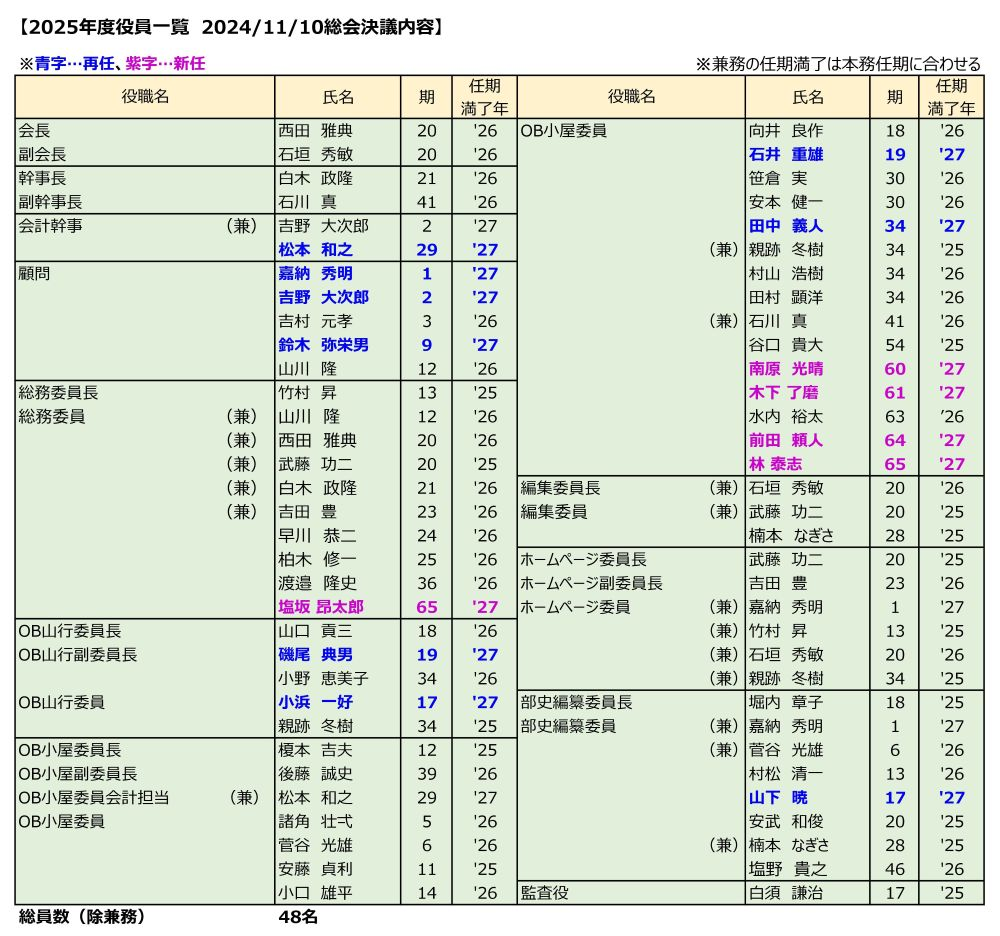 【2025年度役員一覧 2024/11/10総会決議内容】
※青字…再任、紫字…新任
※兼務の任期満了は本務任期に合わせる
役職名 氏名 期 任期満了年
会長 西田 雅典 20 '26
副会長 石垣 秀敏 20 '26
幹事長 白木 政隆 21 '26
副幹事長 石川 真 41 '26
会計幹事 （兼） 吉野 大次郎 2 '27
松本 和之 29 '27
顧問 嘉納 秀明 1 '27
吉野 大次郎 2 '27
吉村 元孝 3 '26
鈴木 弥栄男 9 '27
山川 隆 12 '26
総務委員長 竹村 昇 13 '25
総務委員 （兼） 山川 隆 12 '26
（兼） 西田 雅典 20 '26
（兼） 武藤 功二 20 '25
（兼） 白木 政隆 21 '26
（兼） 吉田 豊 23 '26
早川 恭二 24 '26
柏木 修一 25 '26
渡邉 隆史 36 '26
塩坂 昂太郎 65 '27
OB山行委員長 山口 貢三 18 '26
OB山行副委員長 磯尾 典男 19 '27
小野 恵美子 34 '26
OB山行委員 小浜 一好 17 '27
親跡 冬樹 34 '25
OB小屋委員長 榎本 吉夫 12 '25
OB小屋副委員長 後藤 誠史 39 '26
OB小屋委員会計担当 （兼） 松本 和之 29 '27
OB小屋委員 諸角 壮弌 5 '26
菅谷 光雄 6 '26
安藤 貞利 11 '25
小口 雄平 14 '26
総員数（除兼務） 48名
役職名 氏名 期 任期満了年
OB小屋委員 向井 良作 18 '26
石井 重雄 19 '27
笹倉 実 30 '26
安本 健一 30 '26
田中 義人 34 '27
（兼） 親跡 冬樹 34 '25
村山 浩樹 34 '26
田村 顕洋 34 '26
（兼） 石川 真 41 '26
谷口 貴大 54 '25
南原 光晴 60 '27
木下 了磨 61 '27
水内 裕太 63 ’26
前田 頼人 64 '27
林 泰志 65 '27
編集委員長 （兼） 石垣 秀敏 20 '26
編集委員 （兼） 武藤 功二 20 '25
楠本 なぎさ 28 '25
ホームページ委員長 武藤 功二 20 '25
ホームページ副委員長 吉田 豊 23 '26
ホームページ委員 （兼） 嘉納 秀明 1 '27
（兼） 竹村 昇 13 '25
（兼） 石垣 秀敏 20 '26
（兼） 親跡 冬樹 34 '25
部史編纂委員長 堀内 章子 18 '25
部史編纂委員 （兼） 嘉納 秀明 1 '27
（兼） 菅谷 光雄 6 '26
村松 清一 13 '26
山下 暁 17 '27
安武 和俊 20 '25
（兼） 楠本 なぎさ 28 '25
塩野 貴之 46 '26
監査役 白須 謙治 17 '25